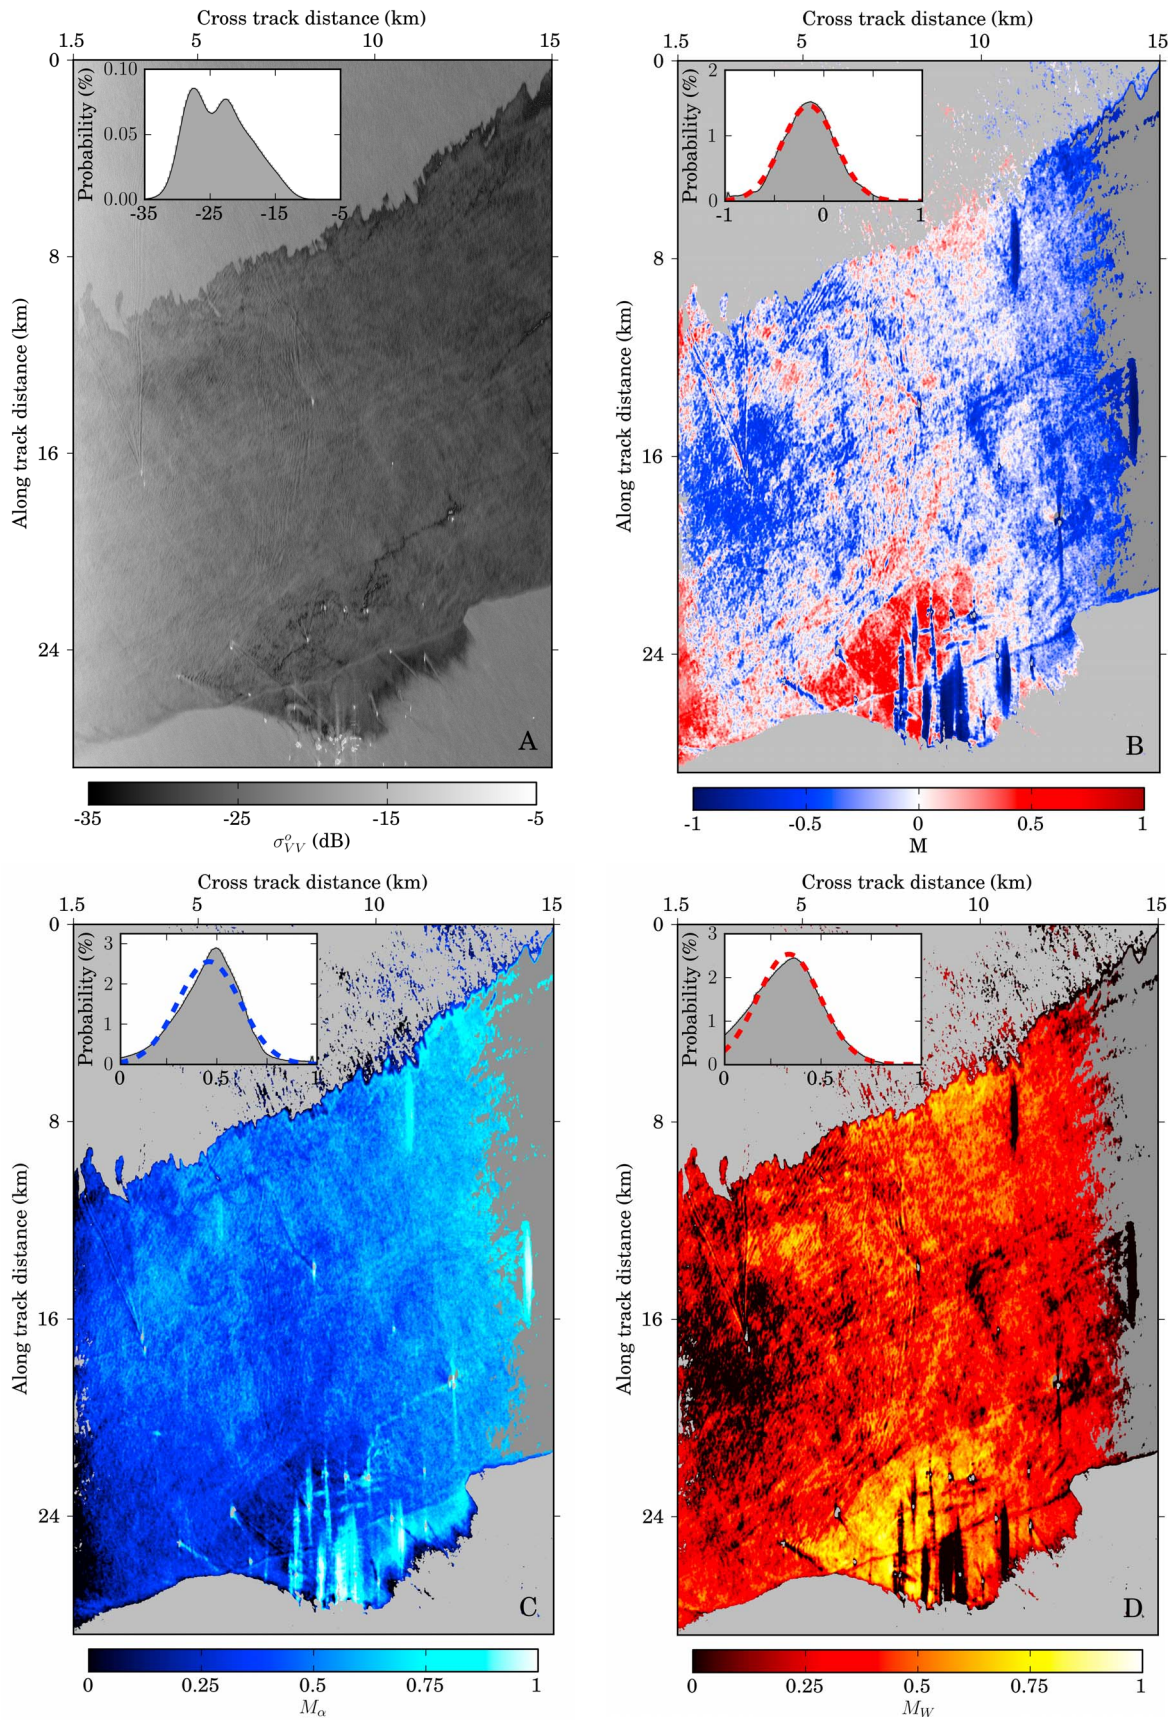 Cross track distance (km)
1.5 5 10 15
0
8
16
24
Along track distance (km)
Probability (%)
0.10
0.05
0.00
-35 -25 -15 -5
A
-35 -25 -15 -5
σ°VV (dB)
Cross track distance (km)
1.5 5 10 15
0
8
16
24
Along track distance (km)
Probability (%)
2
1
0
-1 0 1
B
-1 -0.5 0 0.5 1
M
Cross track distance (km)
1.5 5 10 15
0
8
16
24
Along track distance (km)
Probability (%)
3
2
1
0
0 0.5 1
C
0 0.25 0.5 0.75 1
Mα
Cross track distance (km)
1.5 5 10 15
0
8
16
24
Along track distance (km)
Probability (%)
3
2
1
0
0 0.5 1
D
0 0.25 0.5 0.75 1
MW